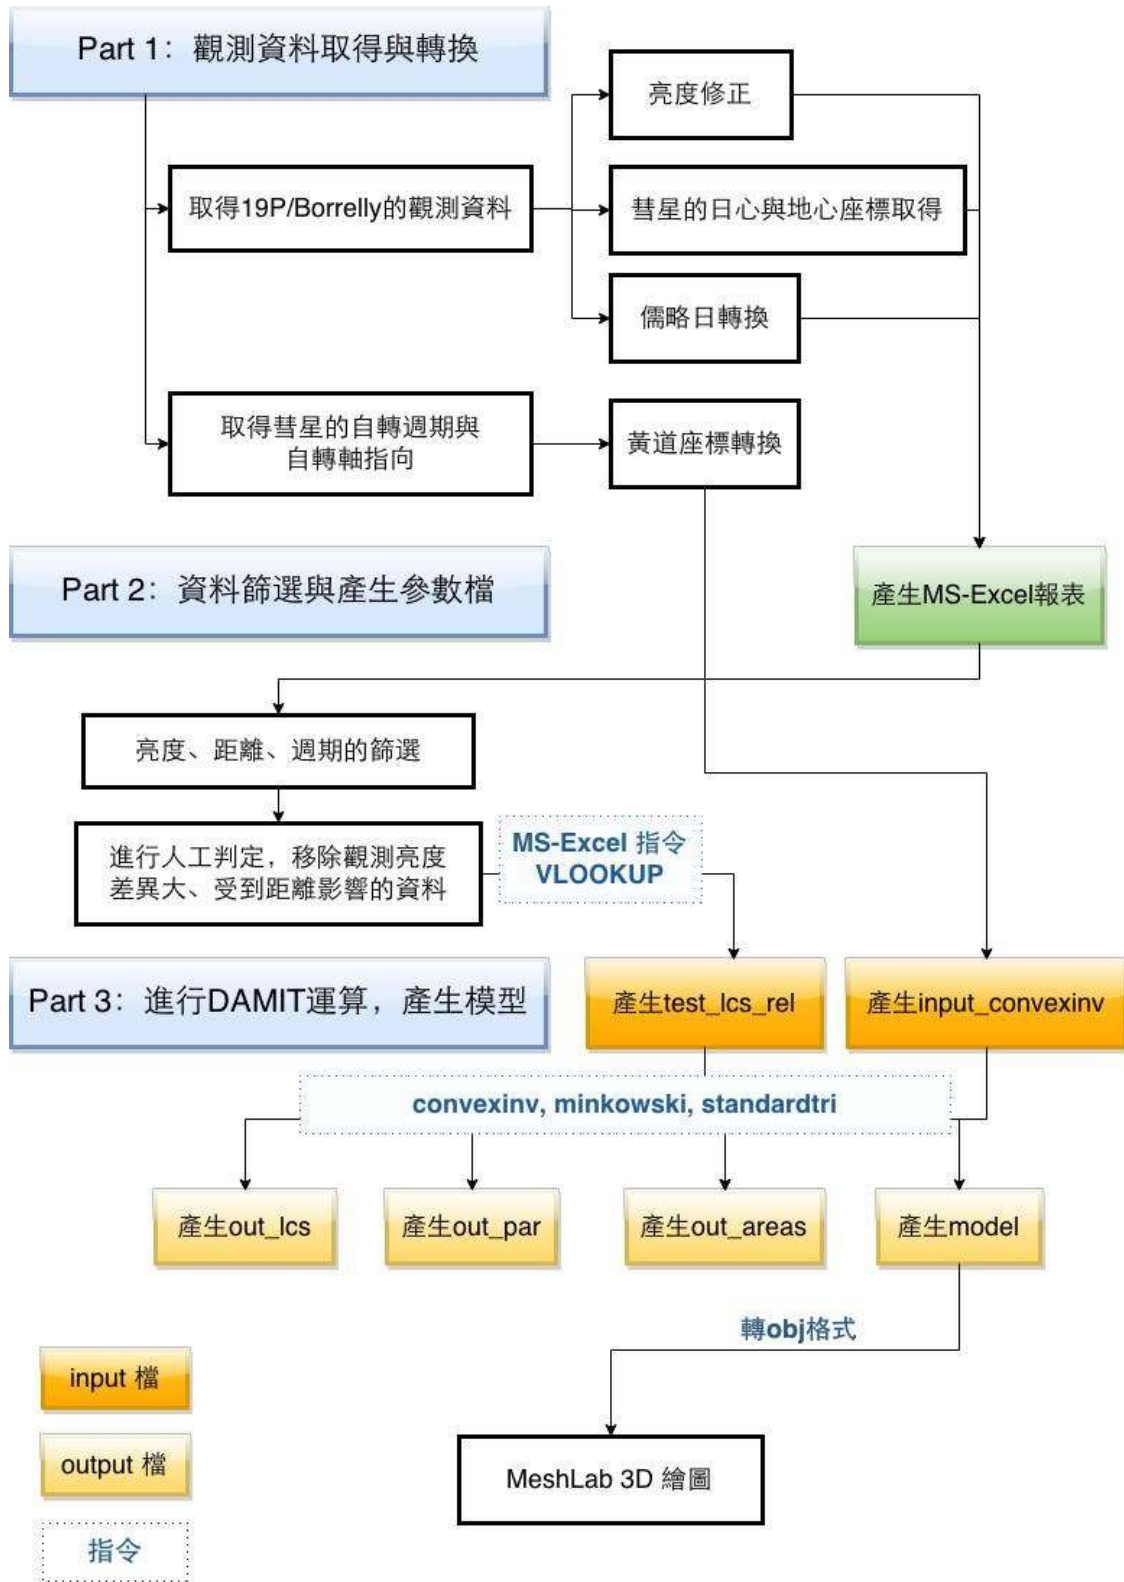 Part 1：觀測資料取得與轉換
亮度修正
取得19P/Borrelly的觀測資料
彗星的日心與地心座標取得
儒略日轉換
取得彗星的自轉週期與
自轉軸指向
黃道座標轉換
Part 2：資料篩選與產生參數檔
產生MS-Excel報表
亮度、距離、週期的篩選
進行人工判定，移除觀測亮度
差異大、受到距離影響的資料
MS-Excel 指令
VLOOKUP
Part 3：進行DAMIT運算，產生模型
產生test_lcs_rel
產生input_convexinv
convexinv, minkowski, standardtri
產生out_lcs
產生out_par
產生out_areas
產生model
轉obj格式
input 檔
output 檔
MeshLab 3D 繪圖
指令